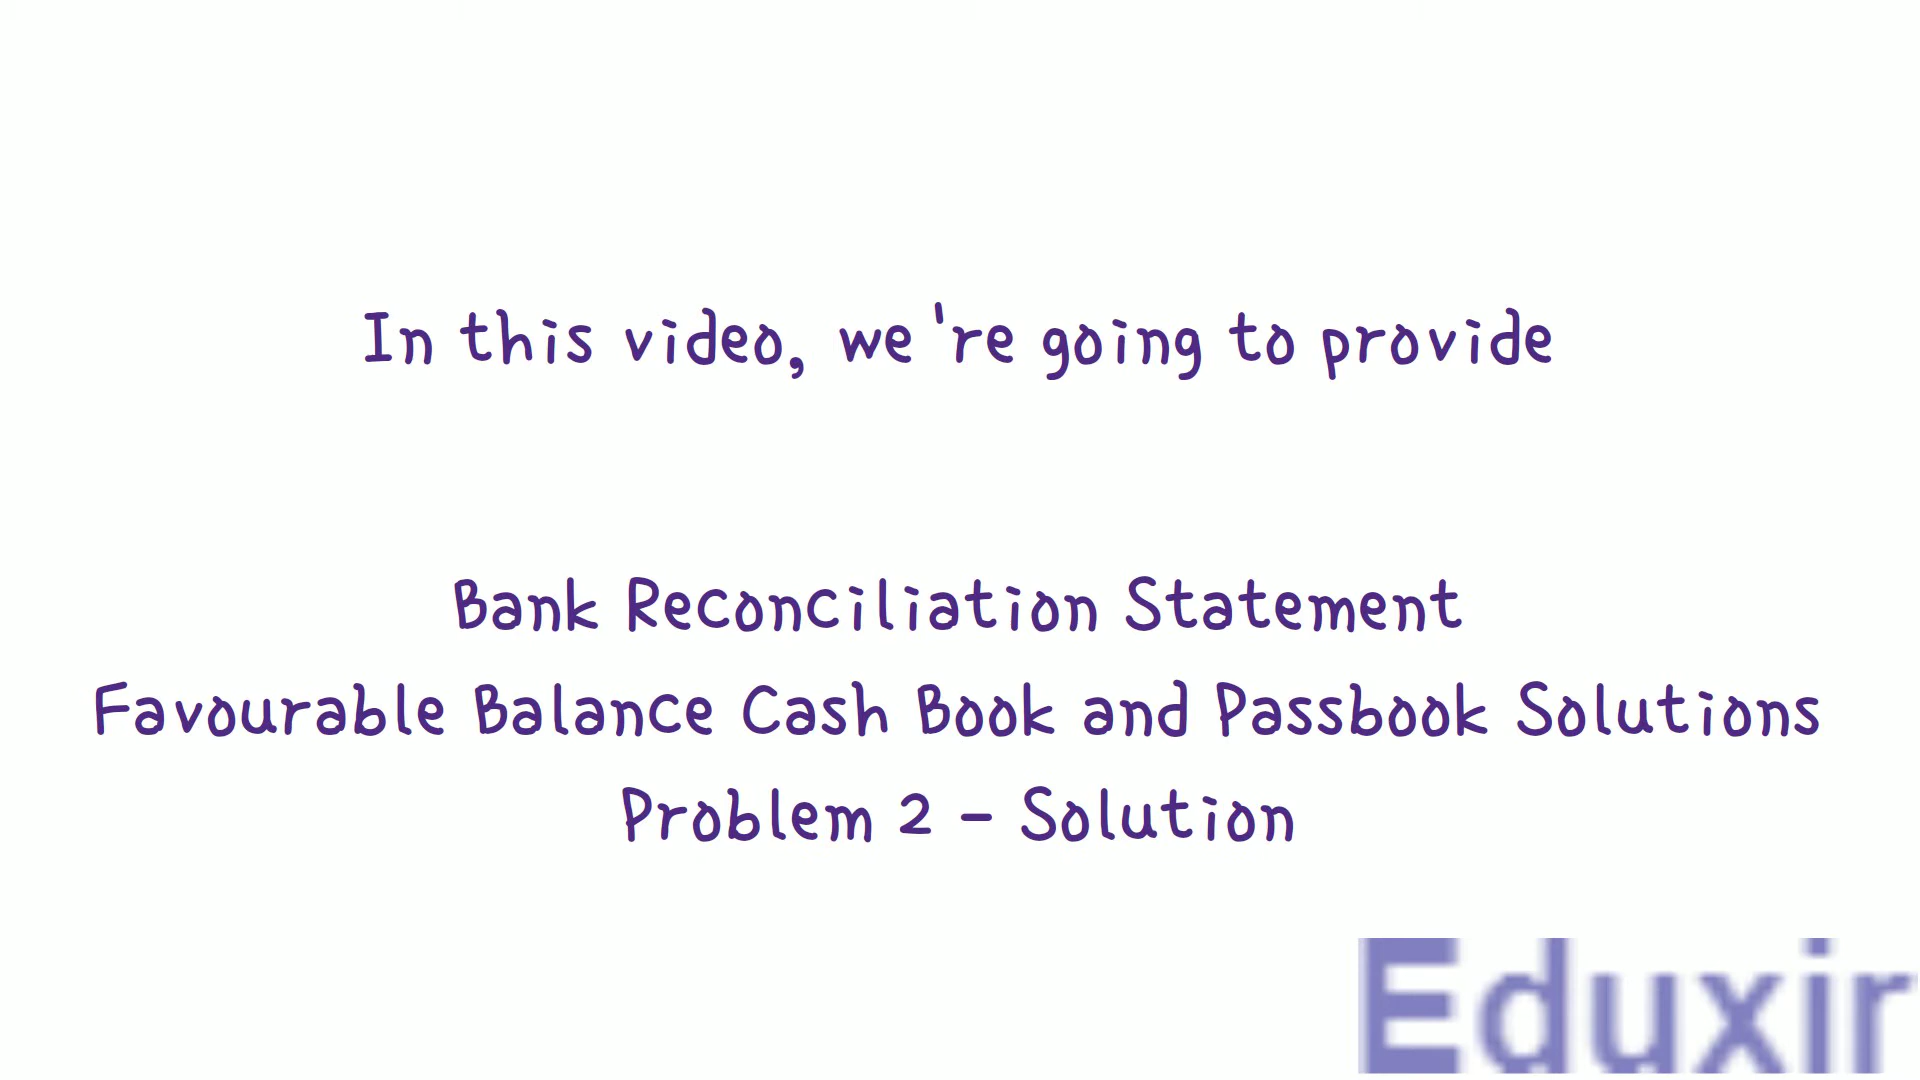 In this video, we 're going to provide
Bank Reconciliation Statement
Favourable Balance Cash Book and Passbook Solutions
Problem 2 - Solution
Eduxir